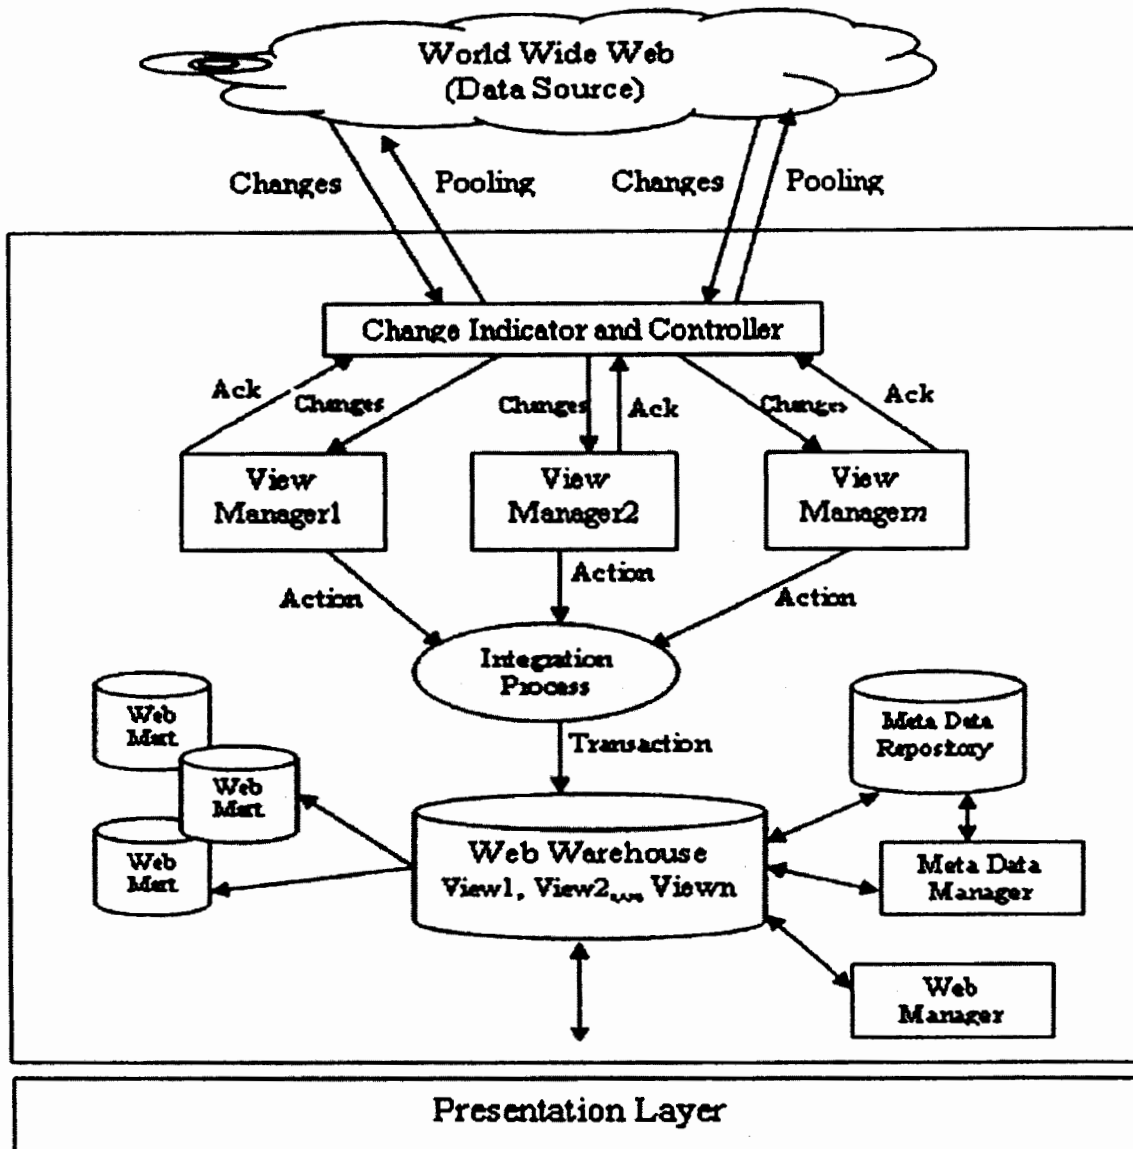 World Wide Web
(Data Source)
Changes
Pooling
Changes
Pooling
Change Indicator and Controller
Ack
Changes
Changes
Ack
Changes
Ack
View
Manager1
View
Manager2
View
Managerm
Action
Action
Action
Integration
Process
Transaction
Web
Mart
Web
Mart
Web
Mart
Meta Data
Repository
Web Warehouse
View1, View2,.,.,., Viewn
Meta Data
Manager
Web
Manager
Presentation Layer